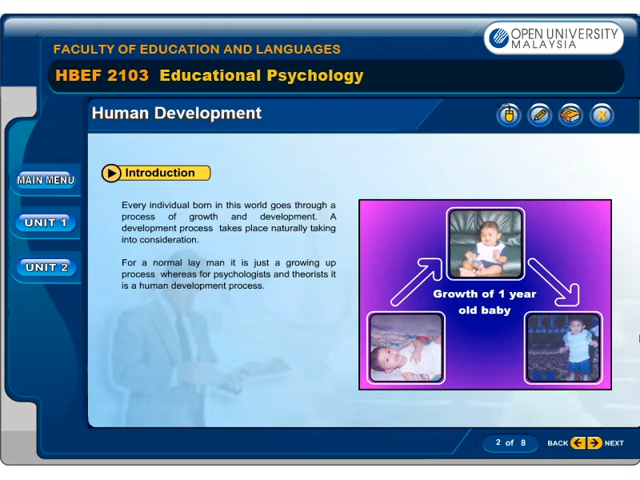 OPEN UNIVERSITY
MALAYSIA
FACULTY OF EDUCATION AND LANGUAGES
HBEF 2103 Educational Psychology
Human Development
X
MAIN MENU
UNIT 1
UNIT 2
Introduction
Every individual born in this world goes through a
process of growth and development. A
development process takes place naturally taking
into consideration.
For a normal lay man it is just a growing up
process whereas for psychologists and theorists it
is a human development process.
Growth of 1 year
old baby
2 of 8
BACK NEXT